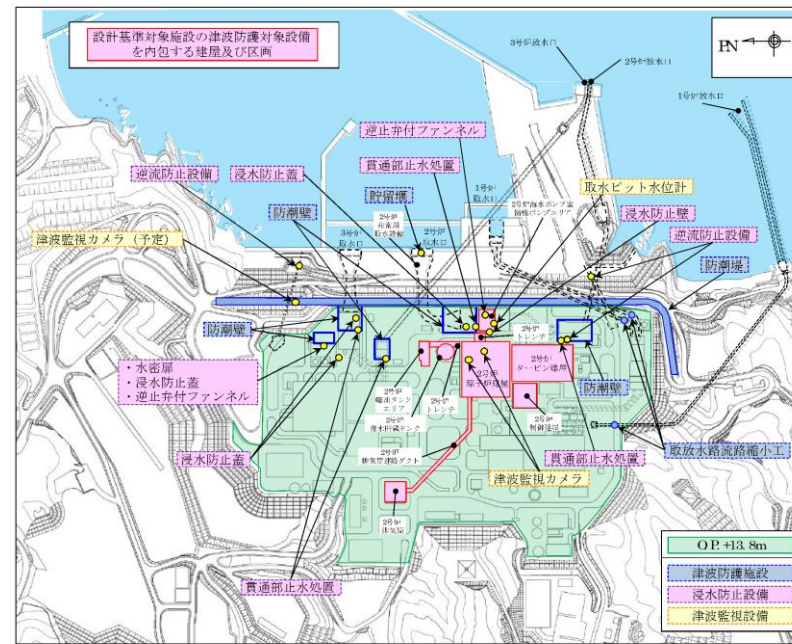 設計基準対象施設の津波防護対象設備
を内包する建屋及び区画
P.N
3号炉放水口
2号炉放水口
1号炉放水口
逆止弁付ファンネル
貫通部止水処置
逆流防止設備
浸水防止蓋
防潮壁
貯留堰
1号炉
取水口
2号炉海水ポンプ室
取水ピット水位計
浸水防止壁
逆流防止設備
防潮堤
津波監視カメラ（予定）
3号炉
取水口
2号炉
取水口
2号炉
非常用
取水設備
防潮壁
2号炉
トレンチ
・水密扉
・浸水防止蓋
・逆止弁付ファンネル
2号炉
原子炉建屋
2号炉
タービン建屋
防潮壁
2号炉
軽油タンク
エリア
2号炉
トレンチ
2号炉
復水貯蔵タンク
2号炉
制御建屋
2号炉
排気筒連絡ダクト
浸水防止蓋
津波監視カメラ
貫通部止水処置
取放水路流路縮小工
2号炉
排気筒
貫通部止水処置
O.P.+13.8m
津波防護施設
浸水防止設備
津波監視設備